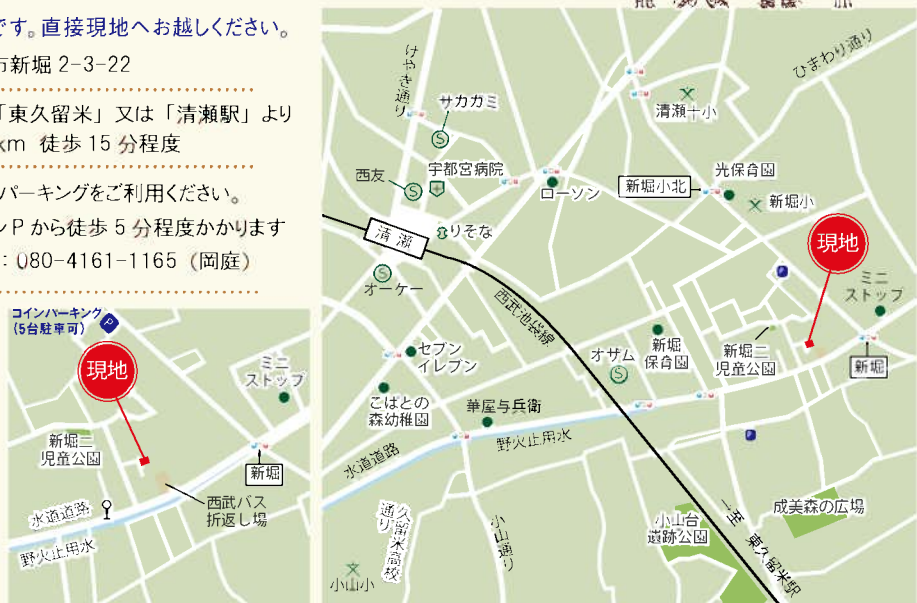 です。直接現地へお越しください。
市新堀 2-3-22
「東久留米」又は「清瀬駅」より
km 徒歩 15 分程度
パーキングをご利用ください。
ンPから徒歩 5 分程度かかります
: 080-4161-1165 (岡庭)
コインパーキング
(5台駐車可)
P
現地
ミニ
ストップ
新堀二
児童公園
新堀
水道道路
西武バス
折返し場
野火止用水
けやき通り
サカガミ
S
西友
S
宇都宮病院
清瀬
りそな
S
オーケー
ローソン
清瀬十小
ひまわり通り
新堀小北
光保育園
新堀小
現地
ミニ
ストップ
西武池袋線
セブン
イレブン
こばとの
森幼稚園
華屋与兵衛
オサム
S
新堀
保育園
新堀二
児童公園
新堀
水道道路
野火止用水
久留米高校
通り
小山通り
小山小
小山台
遺跡公園
至 東久留米駅
成美森の広場